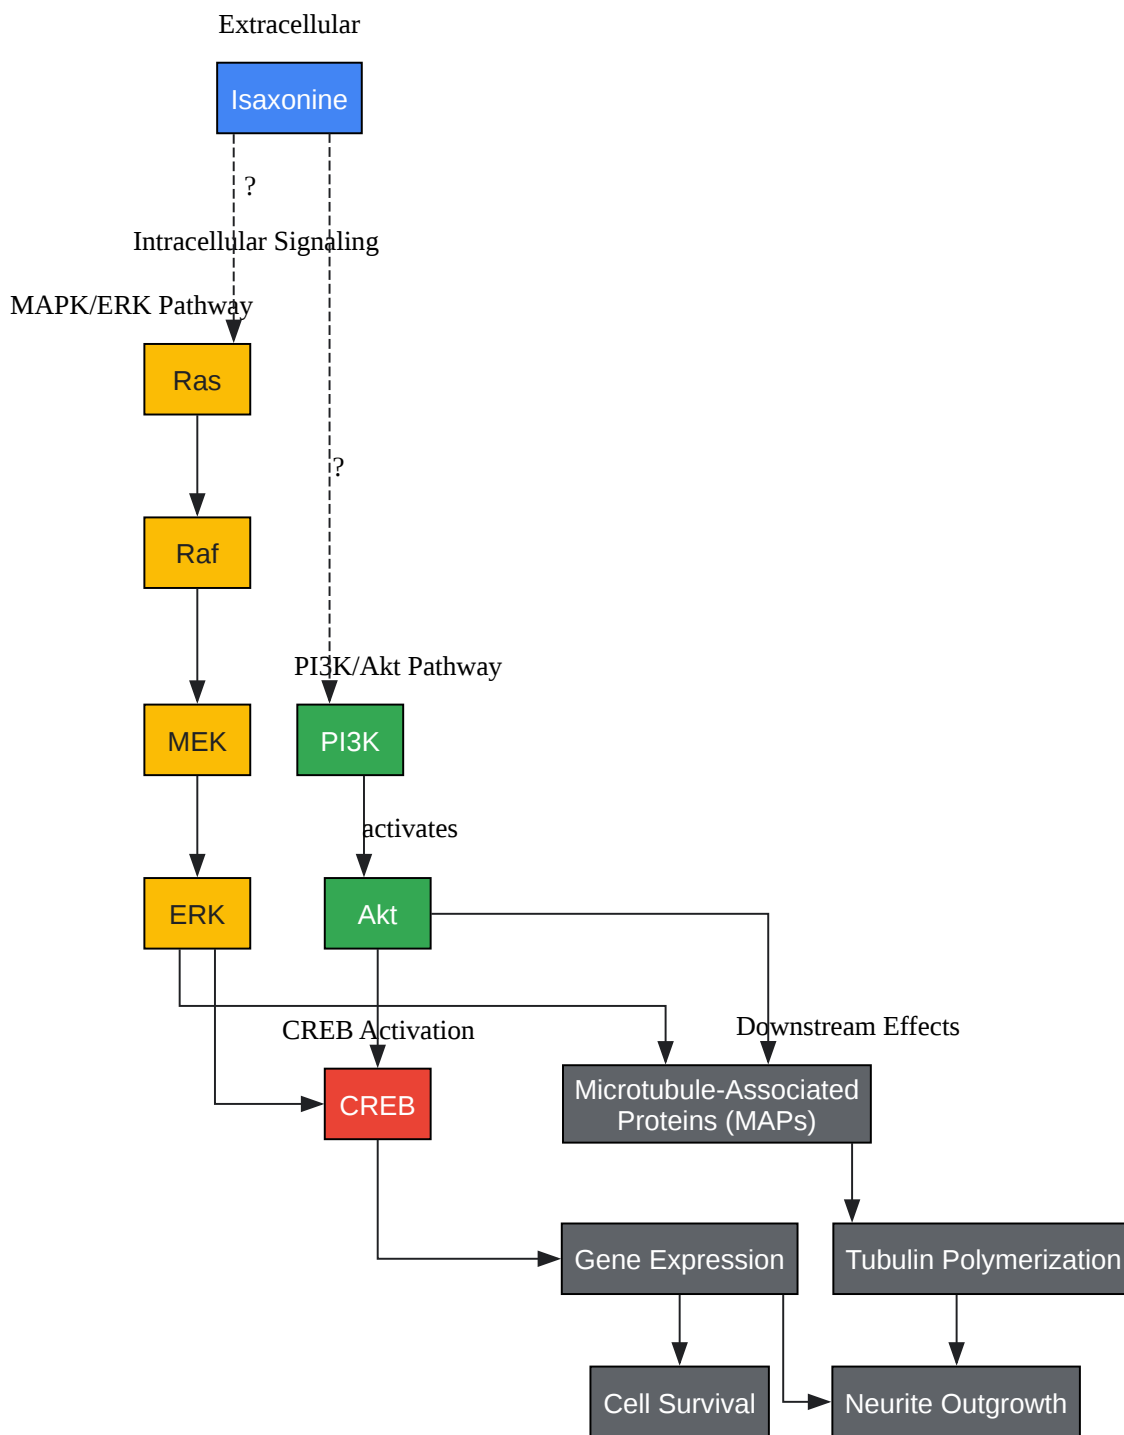 Extracellular
Isaxonine
?
Intracellular Signaling
MAPK/ERK Pathway
Ras
?
Raf
PI3K/Akt Pathway
MEK
PI3K
activates
ERK
Akt
CREB Activation
Downstream Effects
CREB
Microtubule-Associated
Proteins (MAPs)
Gene Expression
Tubulin Polymerization
Cell Survival
Neurite Outgrowth